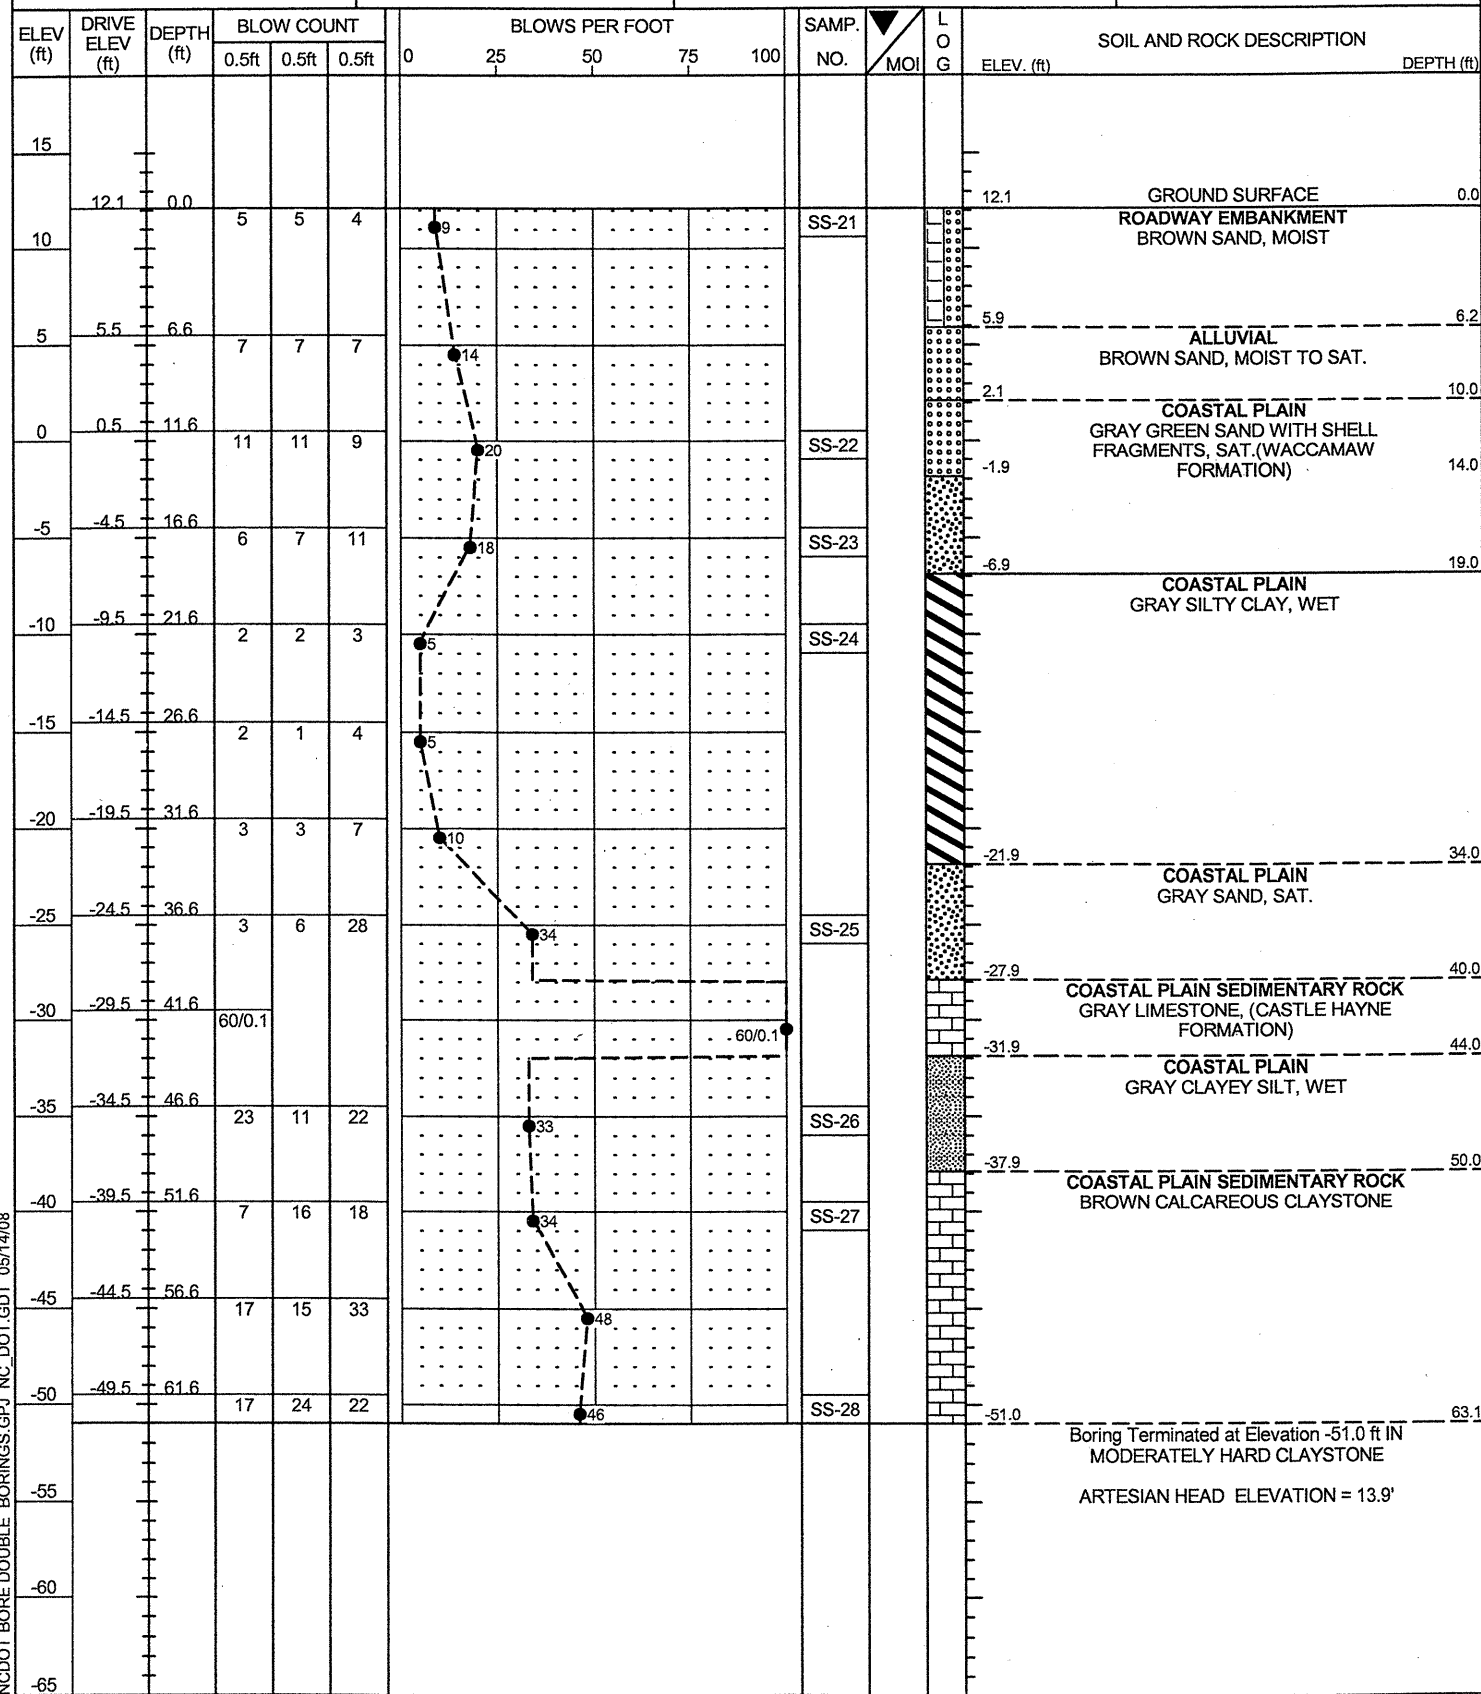 ELEV (ft) DRIVE ELEV (ft) DEPTH (ft) BLOW COUNT BLOWS PER FOOT SAMP. NO. MOI LOG SOIL AND ROCK DESCRIPTION
0.5ft 0.5ft 0.5ft 0 25 50 75 100 ELEV. (ft) DEPTH (ft)
15
12.1 0.0 12.1 GROUND SURFACE 0.0
5 5 4 9 SS-21 ROADWAY EMBANKMENT
BROWN SAND, MOIST
10
5.9 6.2
5 5.5 6.6 ALLUVIAL
7 7 7 14 BROWN SAND, MOIST TO SAT.
2.1 10.0
COASTAL PLAIN
0 0.5 11.6 GRAY GREEN SAND WITH SHELL
11 11 9 20 SS-22 FRAGMENTS, SAT.(WACCAMAW
-1.9 FORMATION) 14.0
-5 -4.5 16.6
6 7 11 18 SS-23
-6.9 19.0
COASTAL PLAIN
GRAY SILTY CLAY, WET
-10 -9.5 21.6
2 2 3 5 SS-24
-15 -14.5 26.6
2 1 4 5
-20 -19.5 31.6
3 3 7 10
-21.9 34.0
COASTAL PLAIN
GRAY SAND, SAT.
-25 -24.5 36.6
3 6 28 34 SS-25
-27.9 40.0
COASTAL PLAIN SEDIMENTARY ROCK
-30 -29.5 41.6 GRAY LIMESTONE, (CASTLE HAYNE
60/0.1 60/0.1 FORMATION)
-31.9 44.0
COASTAL PLAIN
GRAY CLAYEY SILT, WET
-35 -34.5 46.6
23 11 22 33 SS-26
-37.9 50.0
COASTAL PLAIN SEDIMENTARY ROCK
BROWN CALCAREOUS CLAYSTONE
-40 -39.5 51.6
7 16 18 34 SS-27
-45 -44.5 56.6
17 15 33 48
-50 -49.5 61.6
17 24 22 46 SS-28
-51.0 63.1
Boring Terminated at Elevation -51.0 ft IN
MODERATELY HARD CLAYSTONE
-55 ARTESIAN HEAD ELEVATION = 13.9'
-60
-65
NCDOT BORE DOUBLE BORINGS.GPJ NC_DOT.GDT 05/14/08